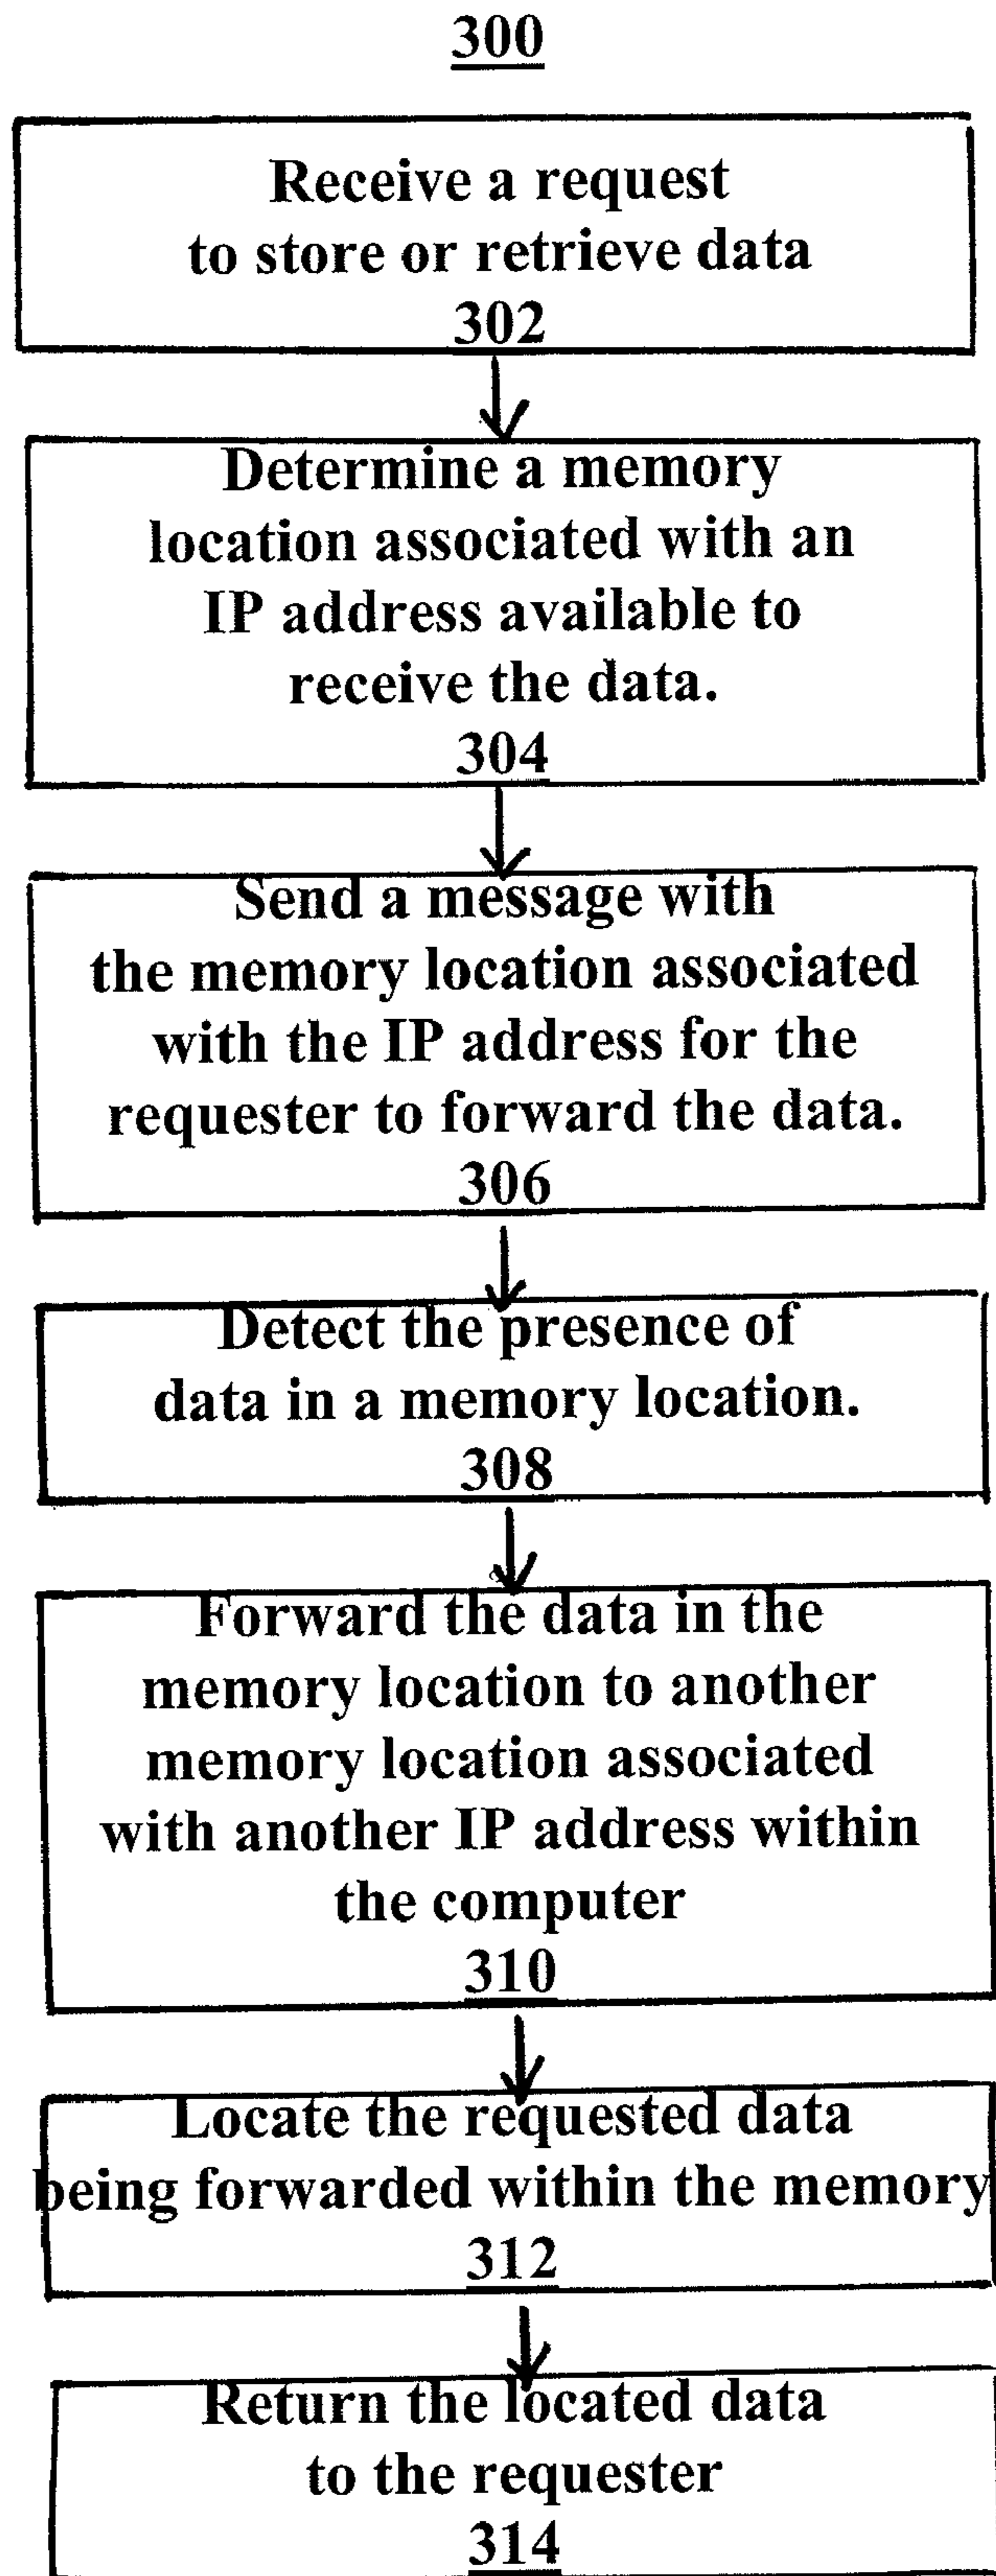 300
Receive a request
to store or retrieve data
302
Determine a memory
location associated with an
IP address available to
receive the data.
304
Send a message with
the memory location associated
with the IP address for the
requester to forward the data.
306
Detect the presence of
data in a memory location.
308
Forward the data in the
memory location to another
memory location associated
with another IP address within
the computer
310
Locate the requested data
being forwarded within the memory
312
Return the located data
to the requester
314